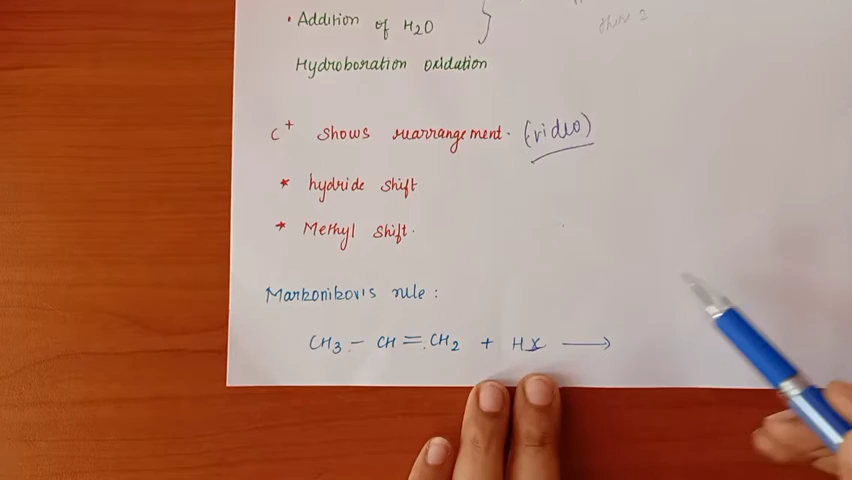 • Addition of H2O
Hydroboration oxidation
C+ shows rearrangement. (video)
* hydride shift
* Methyl shift.
Markonikov's rule :
CH3 - CH = CH2 + HX ⟶